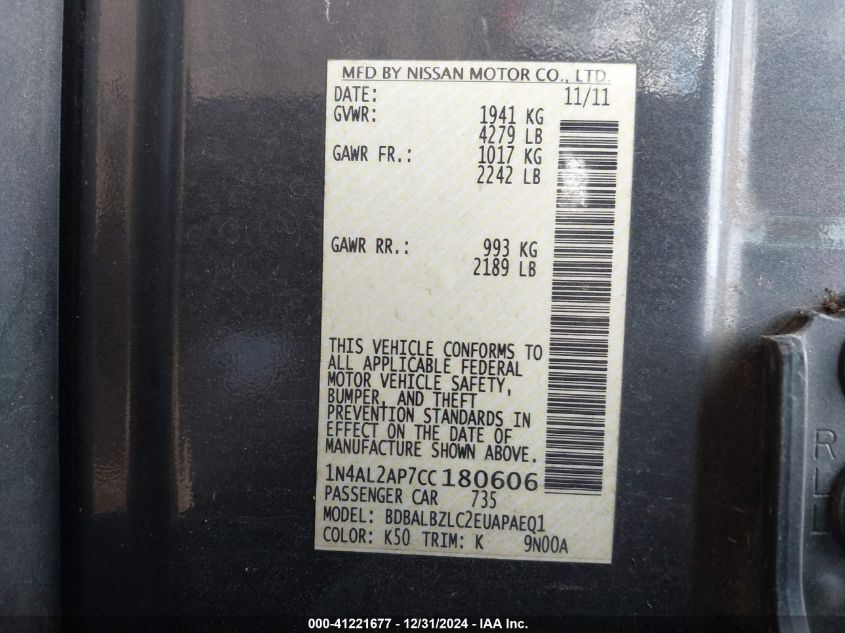 MFD BY NISSAN MOTOR CO., LTD.
DATE: 11/11
GVWR: 1941 KG
4279 LB
GAWR FR.: 1017 KG
2242 LB
GAWR RR.: 993 KG
2189 LB
THIS VEHICLE CONFORMS TO
ALL APPLICABLE FEDERAL
MOTOR VEHICLE SAFETY,
BUMPER, AND THEFT
PREVENTION STANDARDS IN
EFFECT ON THE DATE OF
MANUFACTURE SHOWN ABOVE.
1N4AL2AP7CC180606
PASSENGER CAR 735
MODEL: BDBALBZLC2EUAPAEQ1
COLOR: K50 TRIM: K 9N00A
000-41221677 - 12/31/2024 - IAA Inc.